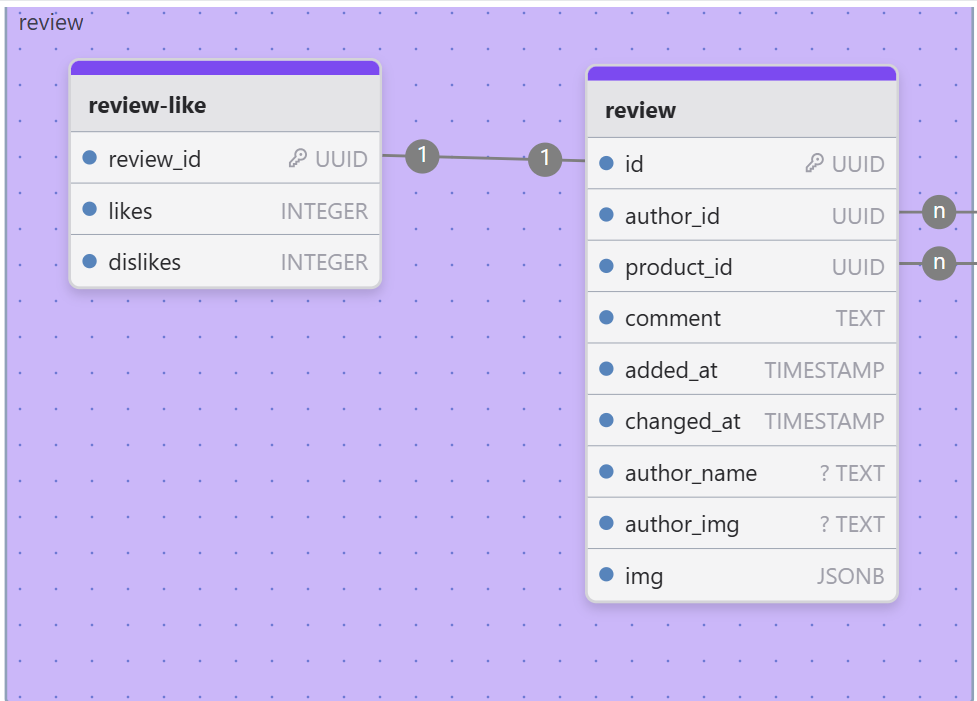 review
review-like
review_id UUID
likes INTEGER
dislikes INTEGER
1
1
review
id UUID
author_id UUID
n
product_id UUID
n
comment TEXT
added_at TIMESTAMP
changed_at TIMESTAMP
author_name ? TEXT
author_img ? TEXT
img JSONB